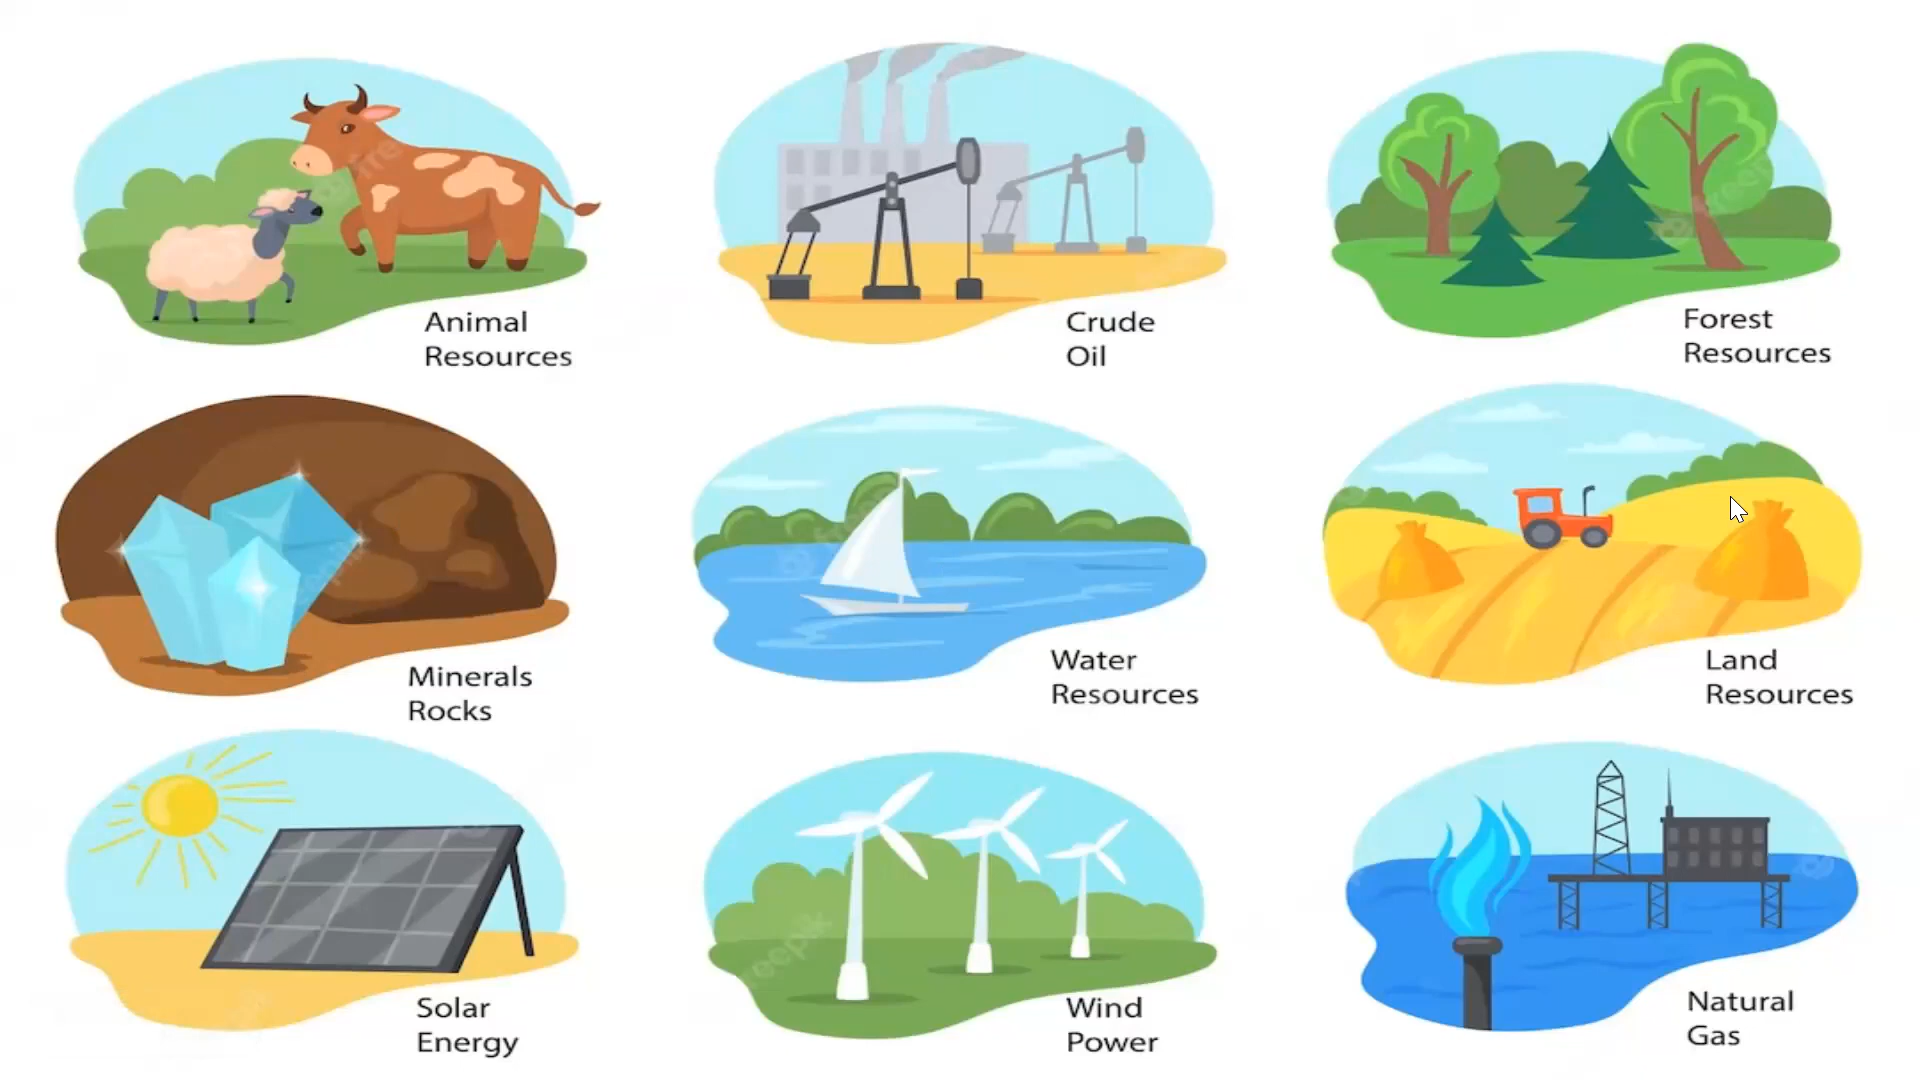 Animal
Resources
Crude
Oil
Forest
Resources
Minerals
Rocks
Water
Resources
Land
Resources
Solar
Energy
Wind
Power
Natural
Gas